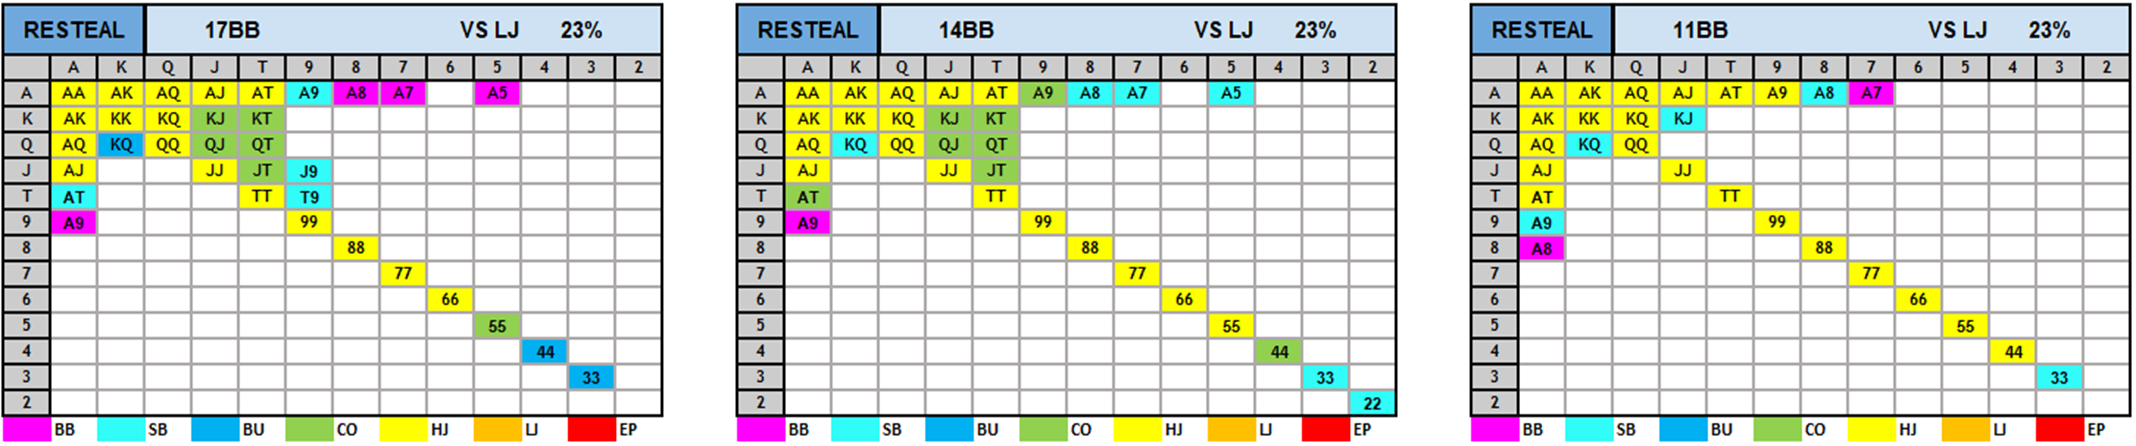 RESTEAL 17BB VS LJ 23%
A K Q J T 9 8 7 6 5 4 3 2
A AA AK AQ AJ AT A9 A8 A7 A5
K AK KK KQ KJ KT
Q AQ KQ QQ QJ QT
J AJ JJ JT J9
T AT TT T9
9 A9 99
8 88
7 77
6 66
5 55
4 44
3 33
2
BB SB BU CO HJ LJ EP
RESTEAL 14BB VS LJ 23%
A K Q J T 9 8 7 6 5 4 3 2
A AA AK AQ AJ AT A9 A8 A7 A5
K AK KK KQ KJ KT
Q AQ KQ QQ QJ QT
J AJ JJ JT
T AT TT
9 A9 99
8 88
7 77
6 66
5 55
4 44
3 33
2 22
BB SB BU CO HJ LJ EP
RESTEAL 11BB VS LJ 23%
A K Q J T 9 8 7 6 5 4 3 2
A AA AK AQ AJ AT A9 A8 A7
K AK KK KQ KJ
Q AQ KQ QQ
J AJ JJ
T AT TT
9 A9 99
8 A8 88
7 77
6 66
5 55
4 44
3 33
2
BB SB BU CO HJ LJ EP